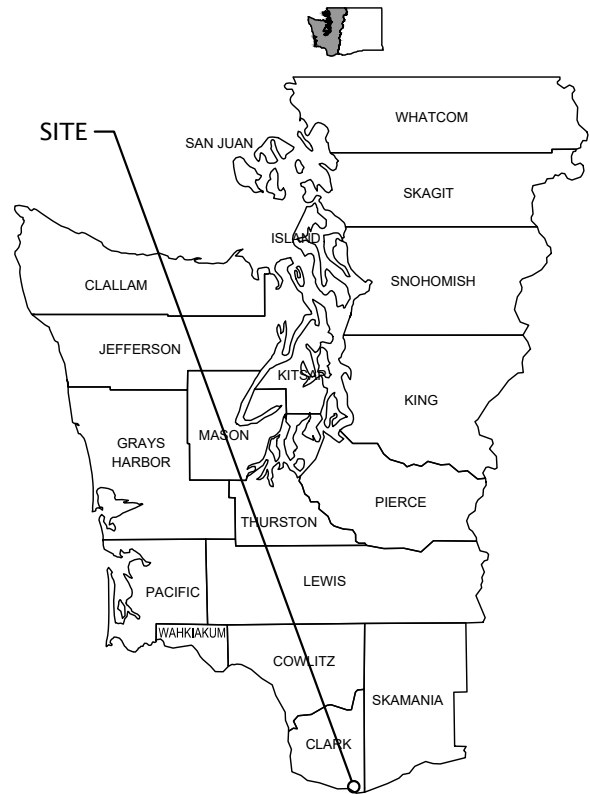 WHATCOM
SITE
SAN JUAN
SKAGIT
ISLAND
SNOHOMISH
CLALLAM
JEFFERSON
KITSAP
KING
GRAYS
HARBOR
MASON
PIERCE
THURSTON
LEWIS
PACIFIC
WAHKIAKUM
COWLITZ
SKAMANIA
CLARK